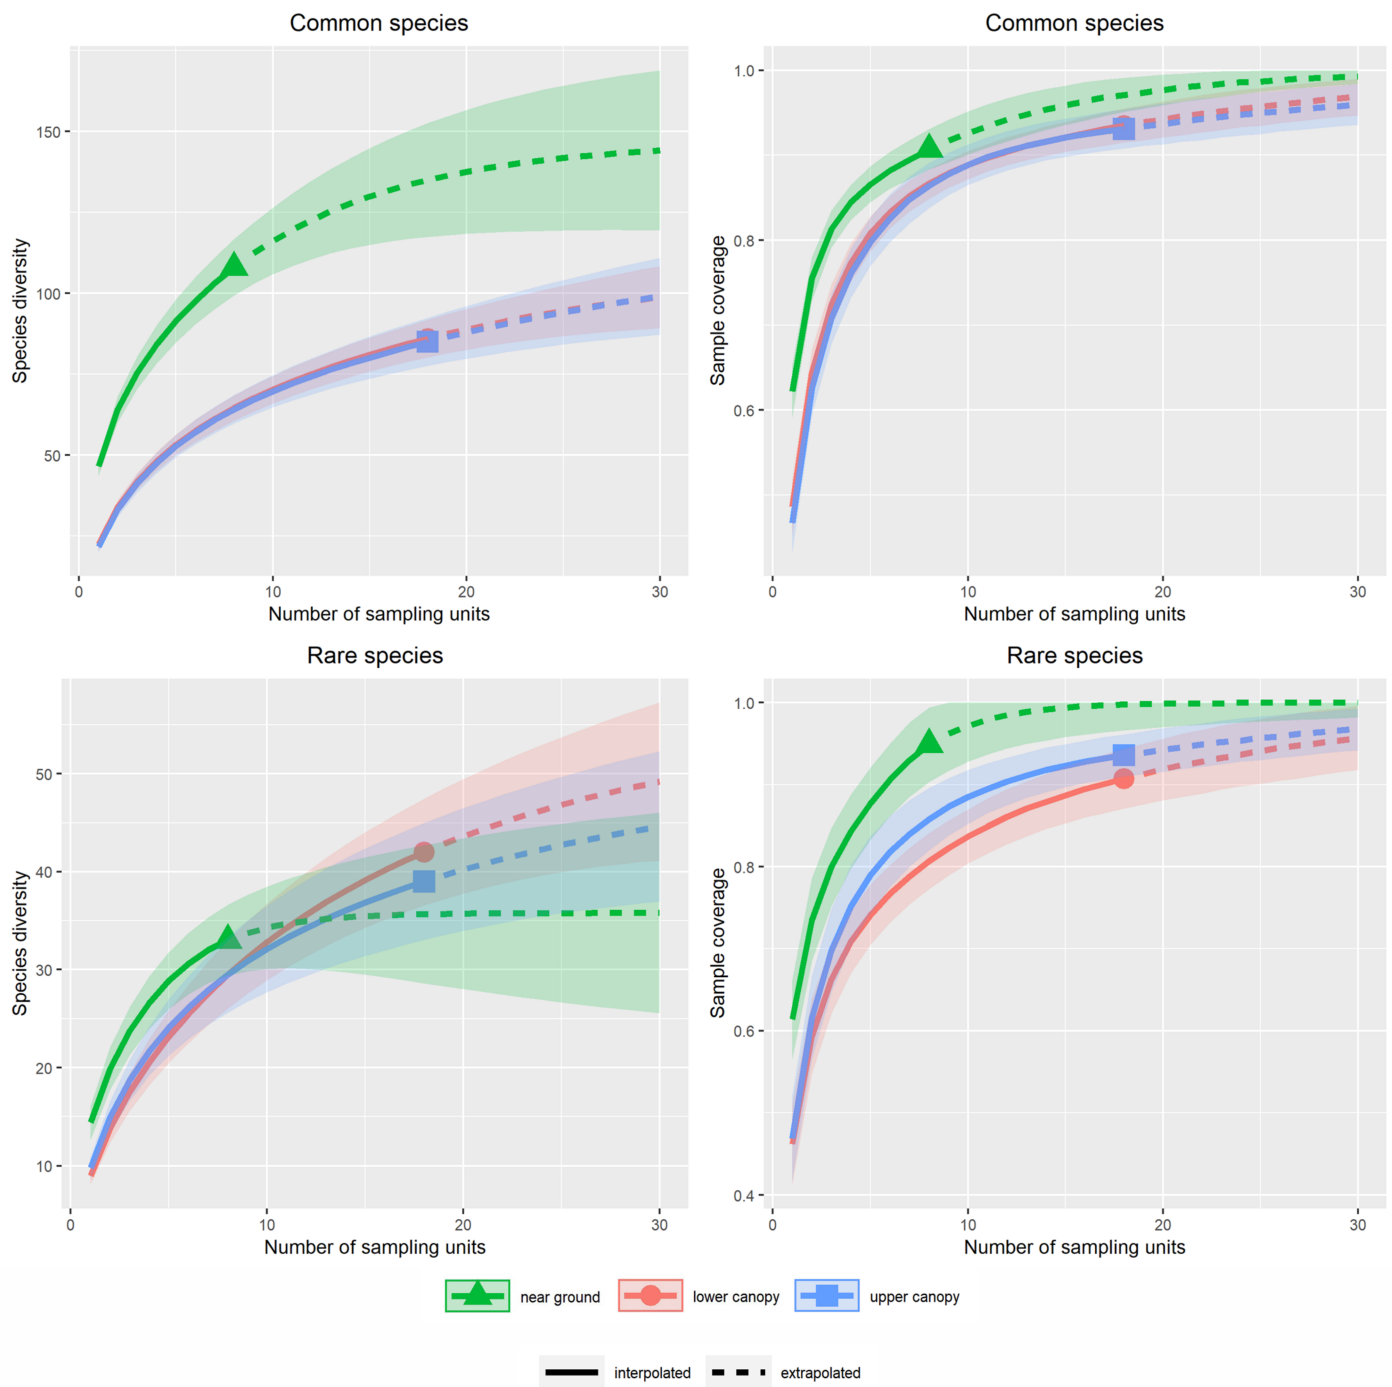 Common species
Common species
150
100
50
Species diversity
0 10 20 30
Number of sampling units
1.0
0.8
0.6
Sample coverage
0 10 20 30
Number of sampling units
Rare species
Rare species
50
40
30
20
10
Species diversity
0 10 20 30
Number of sampling units
1.0
0.8
0.6
0.4
Sample coverage
0 10 20 30
Number of sampling units
near ground lower canopy upper canopy
interpolated extrapolated